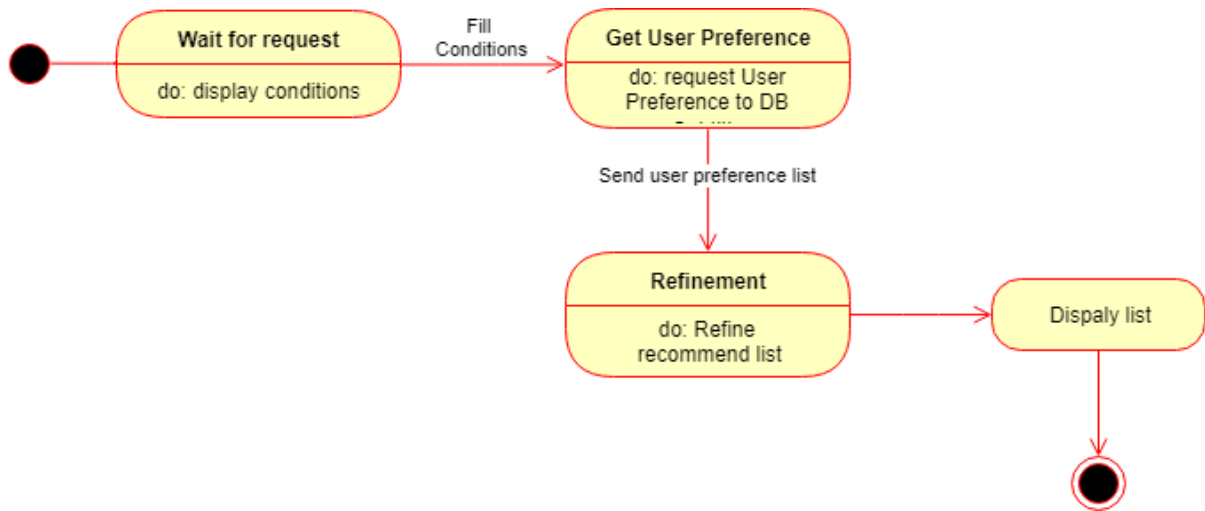 Wait for request
do: display conditions
Fill
Conditions
Get User Preference
do: request User
Preference to DB
Send user preference list
Refinement
do: Refine
recommend list
Dispaly list